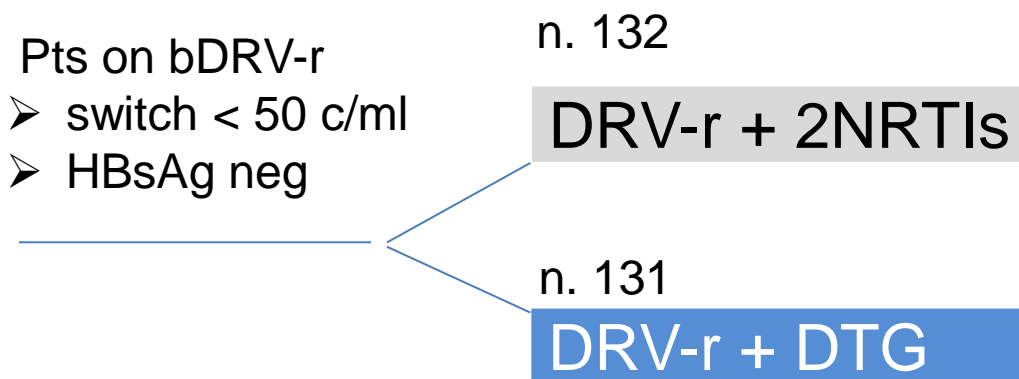 Pts on bDRV-r
➢ switch < 50 c/ml
➢ HBsAg neg
n. 132
DRV-r + 2NRTIs
n. 131
DRV-r + DTG